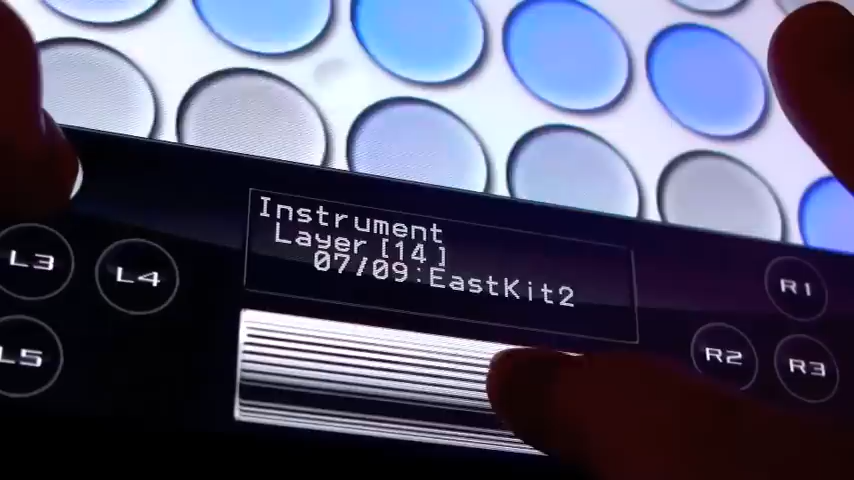 Instrument
Layer[14]
07/09:EastKit2
L3
L4
L5
R1
R2
R3